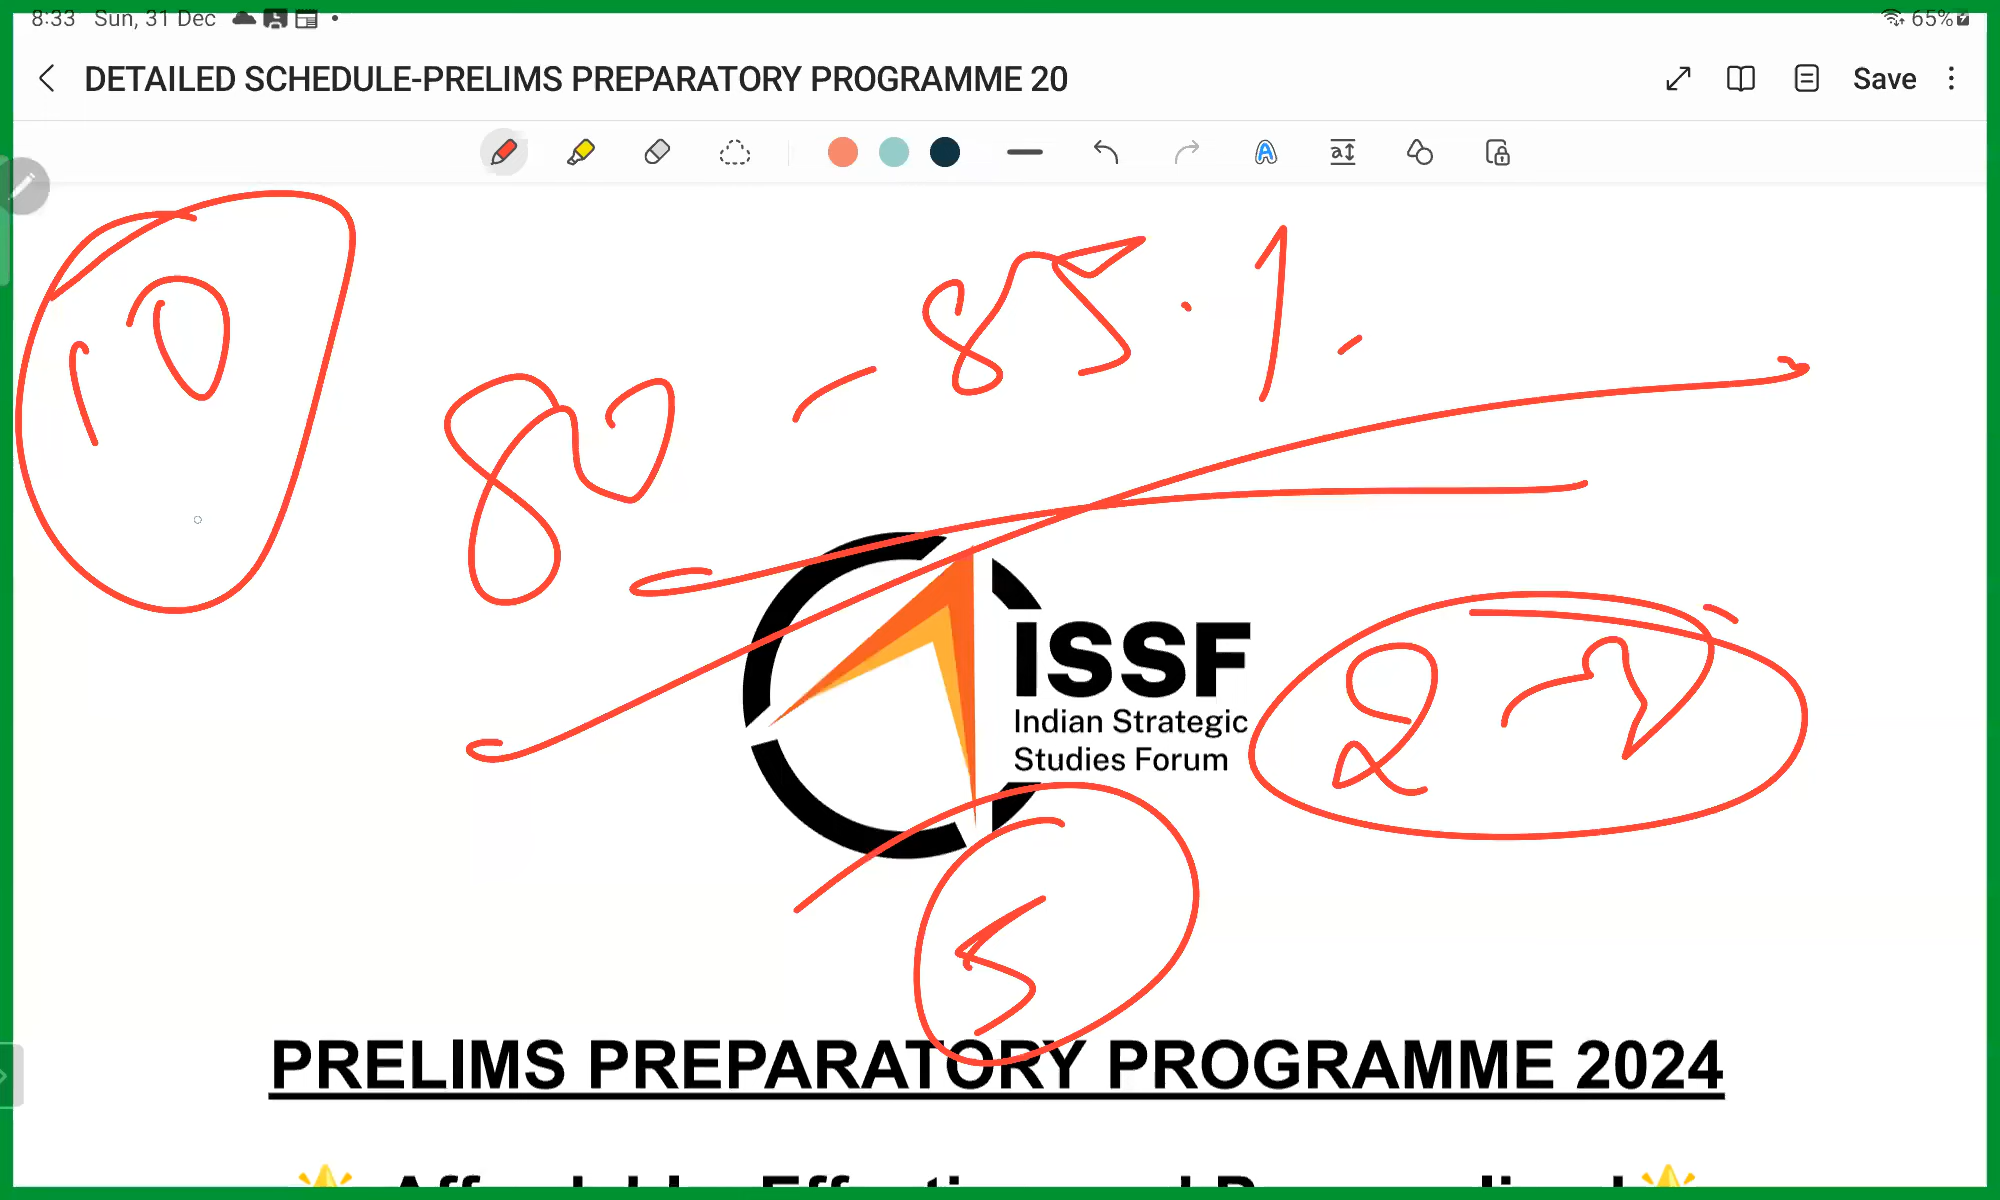 8:33 Sun, 31 Dec
65%
DETAILED SCHEDULE-PRELIMS PREPARATORY PROGRAMME 20
Save
10
80 - 85 %
ISSF
Indian Strategic
Studies Forum
5
PRELIMS PREPARATORY PROGRAMME 2024